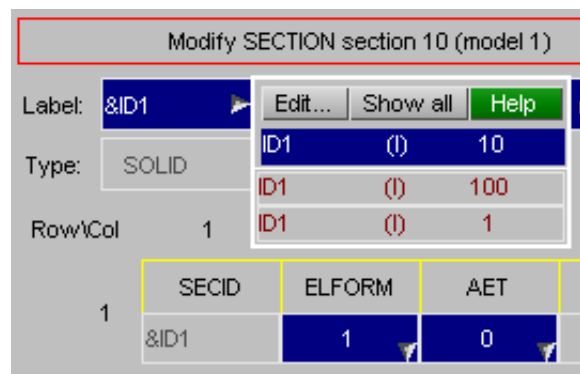 Modify SECTION section 10 (model 1)
Label: &ID1 Edit... Show all Help
ID1 (I) 10
Type: SOLID
ID1 (I) 100
Row\Col 1 ID1 (I) 1
SECID ELFORM AET
1
&ID1 1 0